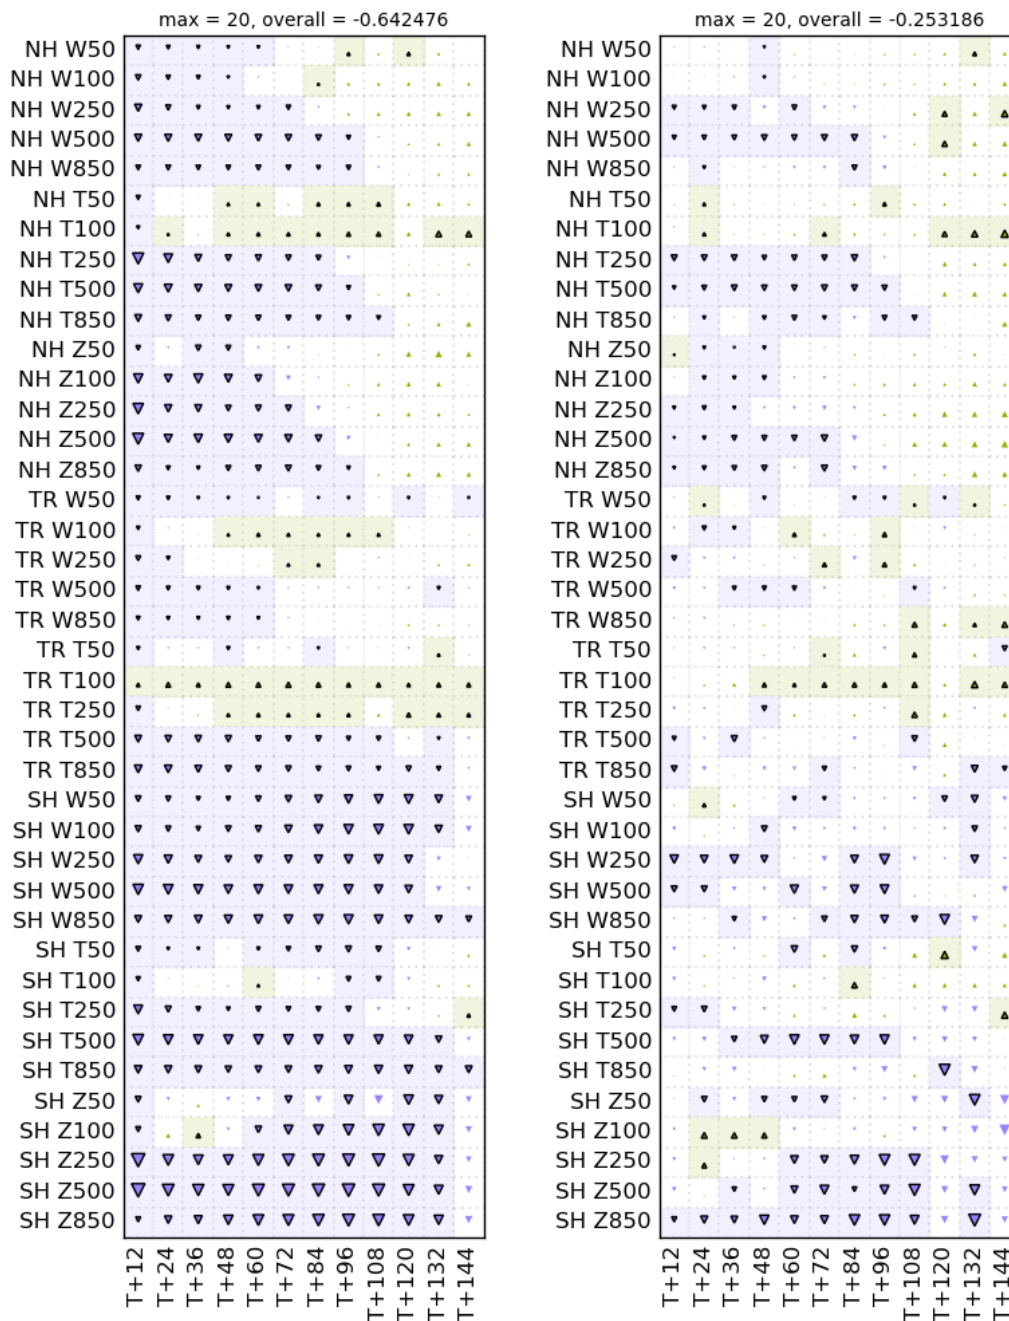 max = 20, overall = -0.642476
NH W50
NH W100
NH W250
NH W500
NH W850
NH T50
NH T100
NH T250
NH T500
NH T850
NH Z50
NH Z100
NH Z250
NH Z500
NH Z850
TR W50
TR W100
TR W250
TR W500
TR W850
TR T50
TR T100
TR T250
TR T500
TR T850
SH W50
SH W100
SH W250
SH W500
SH W850
SH T50
SH T100
SH T250
SH T500
SH T850
SH Z50
SH Z100
SH Z250
SH Z500
SH Z850
T+12
T+24
T+36
T+48
T+60
T+72
T+84
T+96
T+108
T+120
T+132
T+144
max = 20, overall = -0.253186
NH W50
NH W100
NH W250
NH W500
NH W850
NH T50
NH T100
NH T250
NH T500
NH T850
NH Z50
NH Z100
NH Z250
NH Z500
NH Z850
TR W50
TR W100
TR W250
TR W500
TR W850
TR T50
TR T100
TR T250
TR T500
TR T850
SH W50
SH W100
SH W250
SH W500
SH W850
SH T50
SH T100
SH T250
SH T500
SH T850
SH Z50
SH Z100
SH Z250
SH Z500
SH Z850
T+12
T+24
T+36
T+48
T+60
T+72
T+84
T+96
T+108
T+120
T+132
T+144